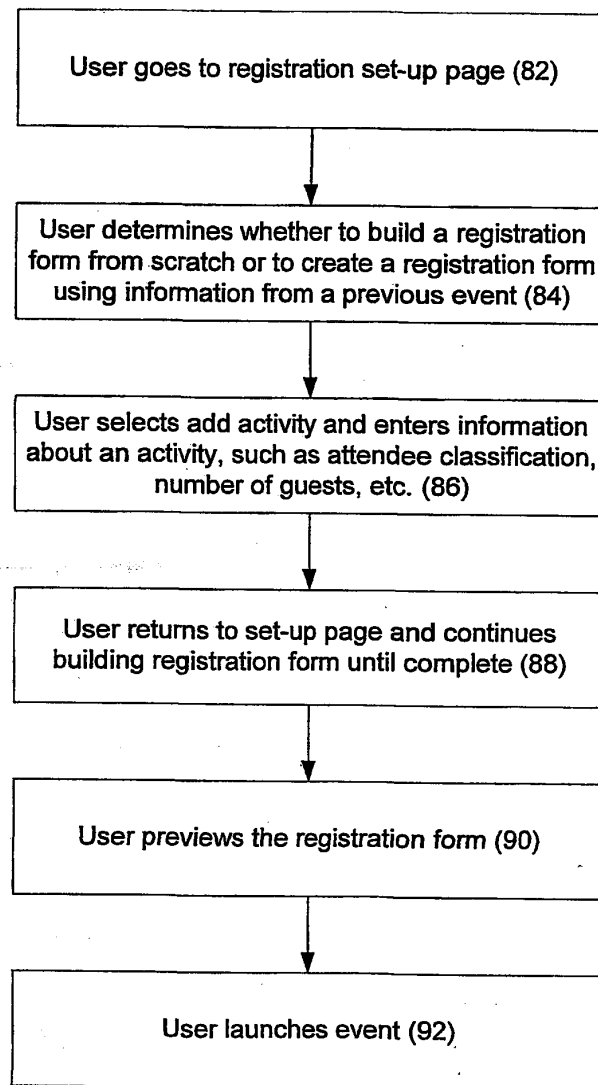 User goes to registration set-up page (82)
User determines whether to build a registration
form from scratch or to create a registration form
using information from a previous event (84)
User selects add activity and enters information
about an activity, such as attendee classification,
number of guests, etc. (86)
User returns to set-up page and continues
building registration form until complete (88)
User previews the registration form (90)
User launches event (92)